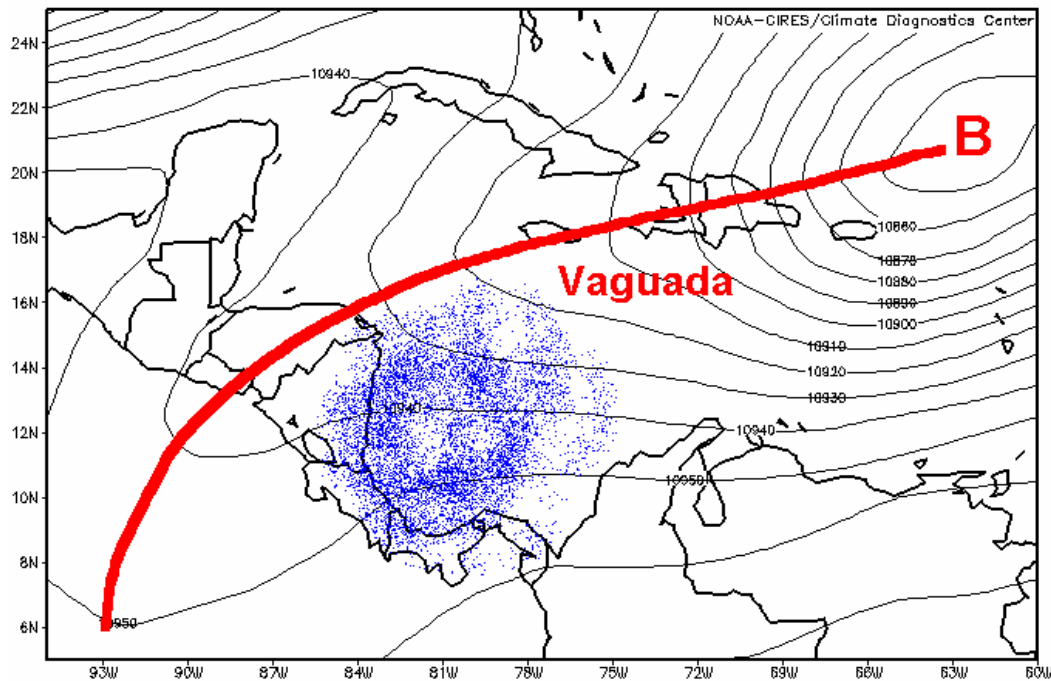 NOAA-CIRES/Climate Diagnostics Center
24N
22N
20N
18N
16N
14N
12N
10N
8N
6N
10940
B
Vaguada
10860
10870
10880
10890
10900
10910
10920
10930
10940
10940
10950
10950
93W
90W
87W
84W
81W
78W
75W
72W
69W
66W
63W
60W